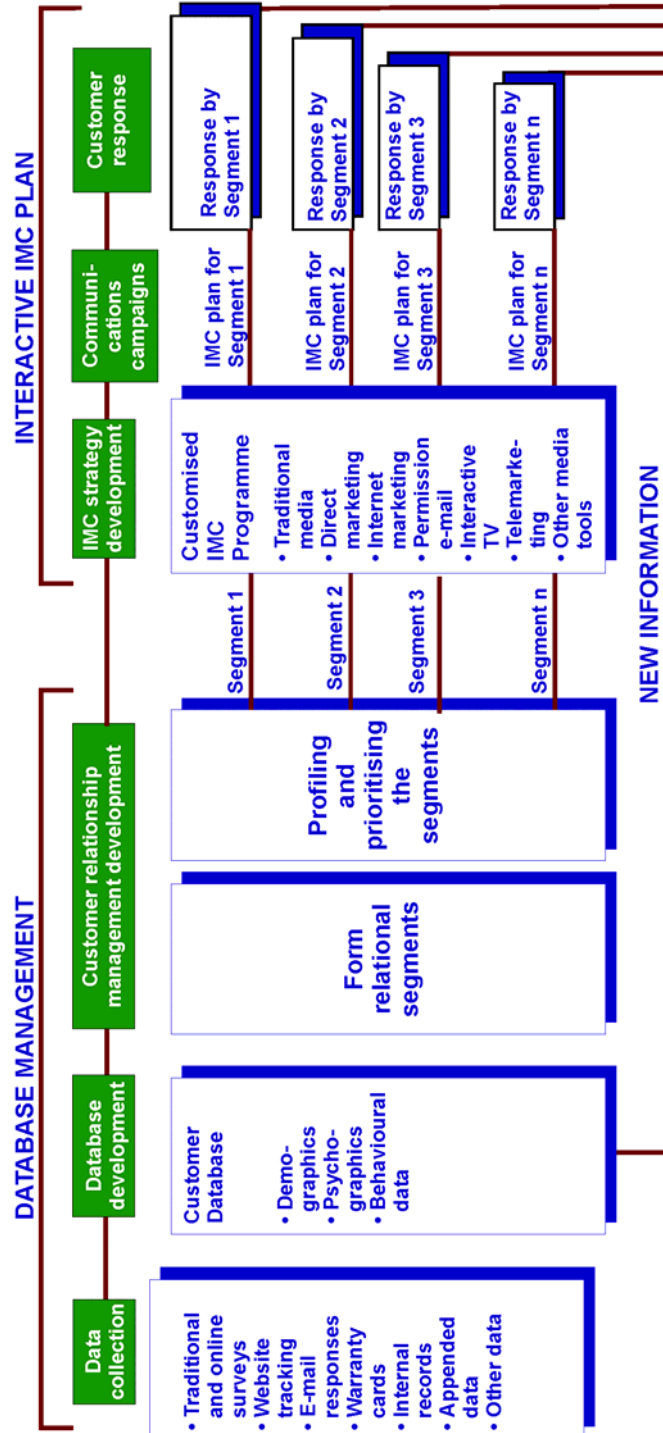 DATABASE MANAGEMENT
INTERACTIVE IMC PLAN
Data
collection
Database
development
Customer relationship
management development
IMC strategy
development
Communi-
cations
campaigns
Customer
response
• Traditional
and online
surveys
• Website
tracking
• E-mail
responses
• Warranty
cards
• Internal
records
• Appended
data
• Other data
Customer
Database
• Demo-
graphics
• Psycho-
graphics
• Behavioural
data
Form
relational
segments
Profiling
and
prioritising
the
segments
Segment 1
Segment 2
Segment 3
Segment n
Customised
IMC
Programme
• Traditional
media
• Direct
marketing
• Internet
marketing
• Permission
e-mail
• Interactive
TV
• Telemarke-
ting
• Other media
tools
IMC plan for
Segment 1
IMC plan for
Segment 2
IMC plan for
Segment 3
IMC plan for
Segment n
Response by
Segment 1
Response by
Segment 2
Response by
Segment 3
Response by
Segment n
NEW INFORMATION